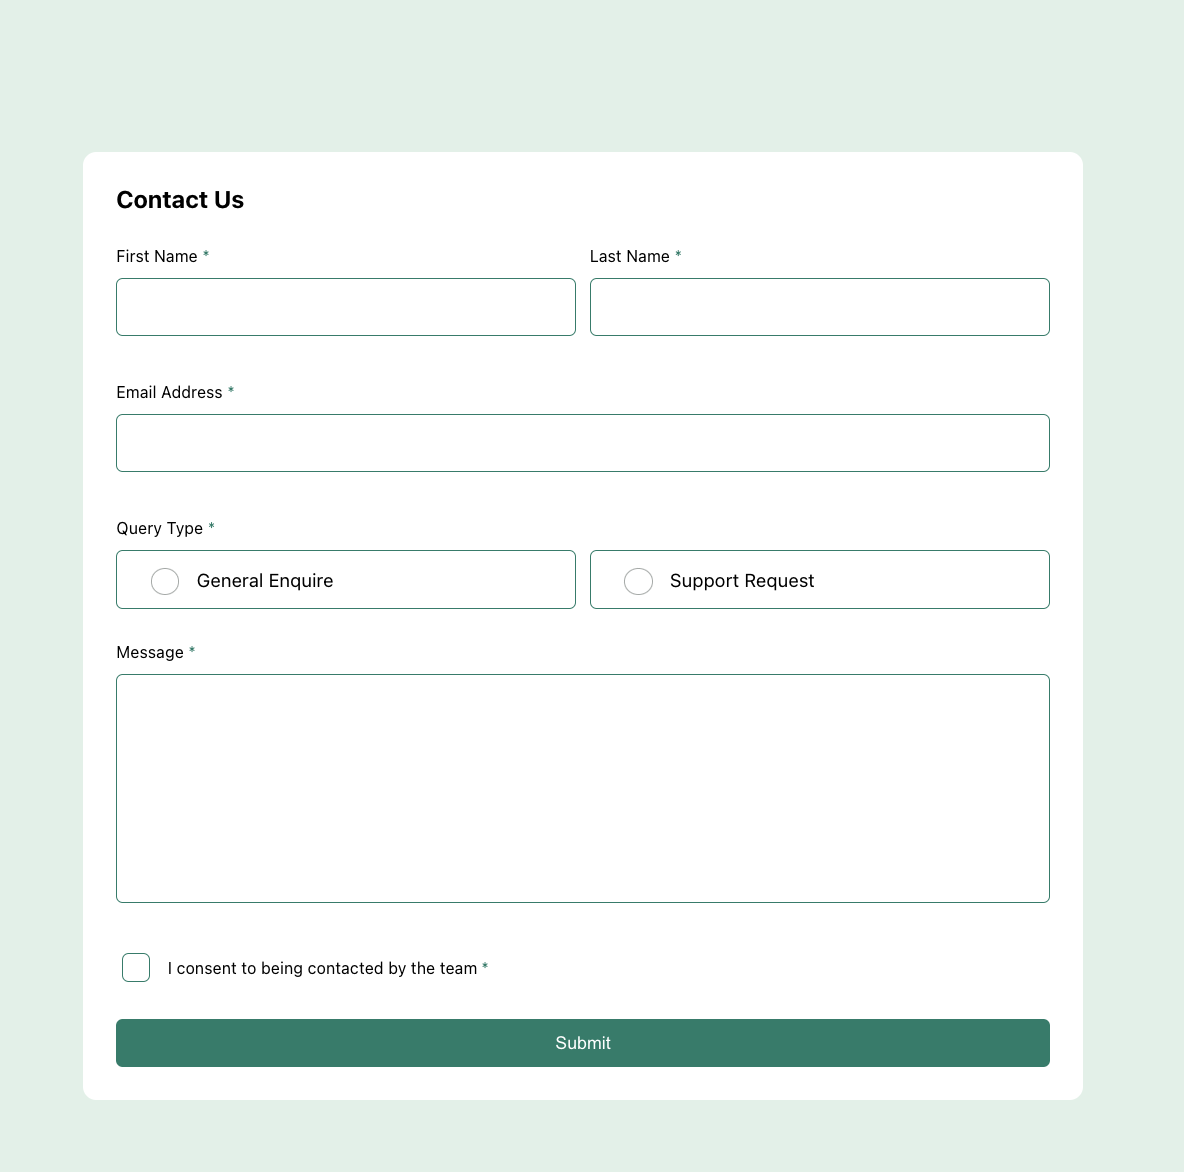 Contact Us
First Name * Last Name *
Email Address *
Query Type *
General Enquire Support Request
Message *
I consent to being contacted by the team *
Submit